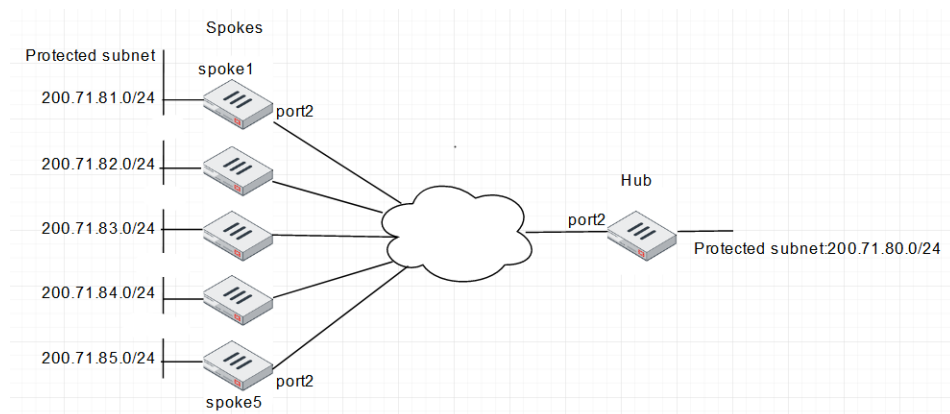 Spokes
Protected subnet
spoke1
200.71.81.0/24
port2
200.71.82.0/24
Hub
port2
200.71.83.0/24
Protected subnet:200.71.80.0/24
200.71.84.0/24
200.71.85.0/24
port2
spoke5